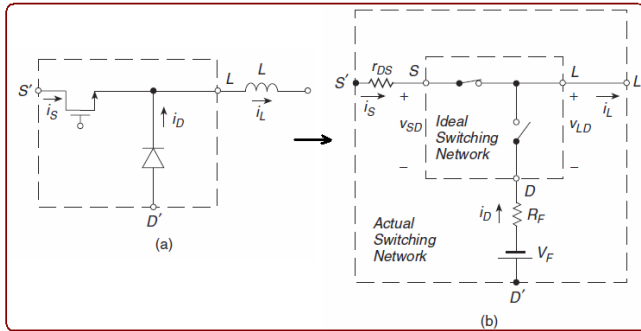 S' L L
i_S i_D i_L
D'
(a)
r_DS S L
S' L'
i_S + + i_L
v_SD Ideal v_LD
Switching
− Network −
D
i_D R_F
Actual
Switching
Network V_F
D'
(b)